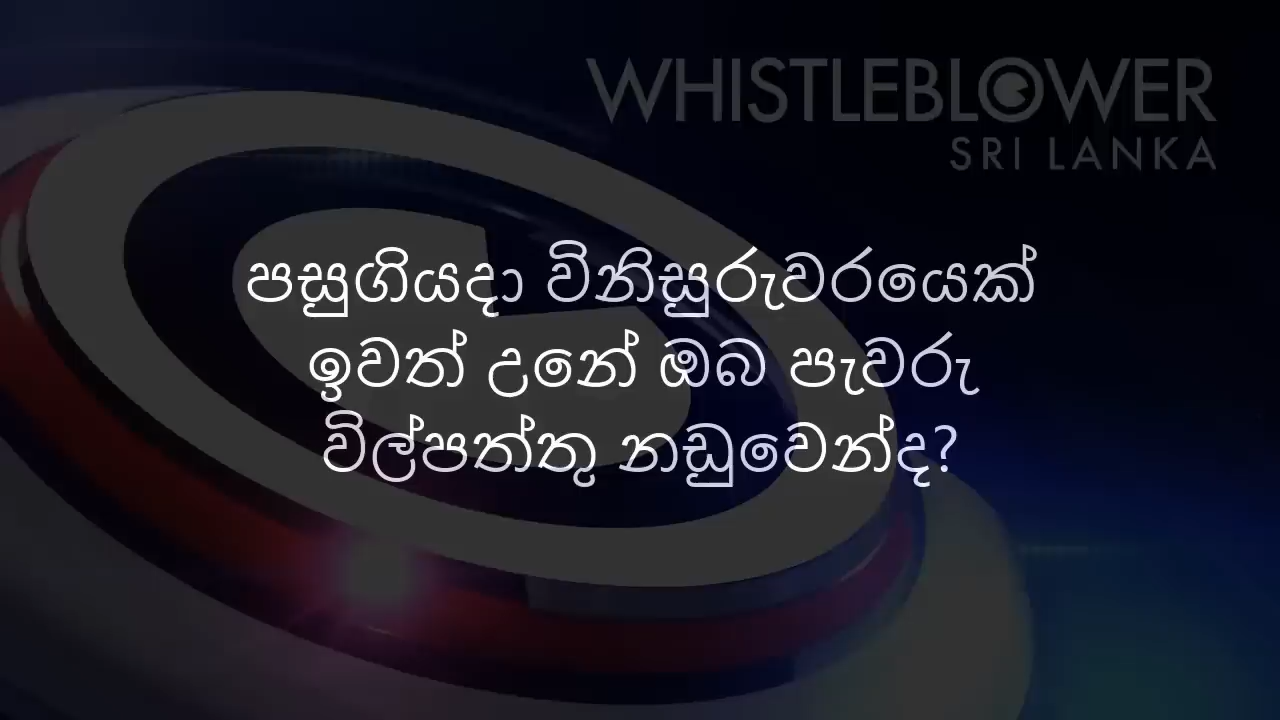 WHISTLEBLOWER
SRI LANKA
පසුගියදා විනිසුරුවරයෙක්
ඉවත් උනේ ඔබ පැවරූ
විල්පත්තු නඩුවෙන්ද?